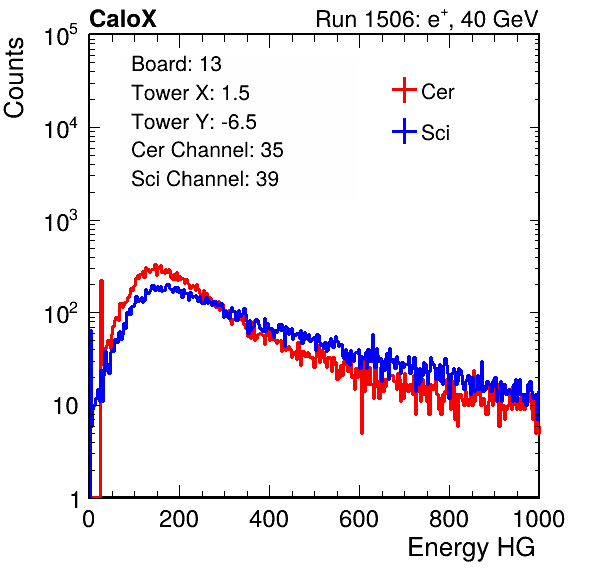 CaloX Run 1506: e+, 40 GeV
Counts
10^5
10^4
10^3
10^2
10
1
Board: 13
Tower X: 1.5
Tower Y: -6.5
Cer Channel: 35
Sci Channel: 39
Cer
Sci
0 200 400 600 800 1000
Energy HG